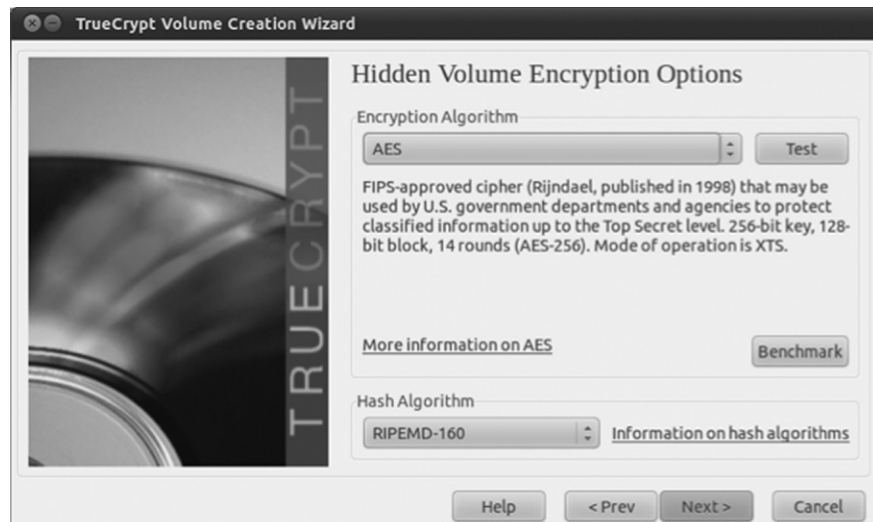 TrueCrypt Volume Creation Wizard
TRUECRYPT
Hidden Volume Encryption Options
Encryption Algorithm
AES
Test
FIPS-approved cipher (Rijndael, published in 1998) that may be
used by U.S. government departments and agencies to protect
classified information up to the Top Secret level. 256-bit key, 128-
bit block, 14 rounds (AES-256). Mode of operation is XTS.
More information on AES
Benchmark
Hash Algorithm
RIPEMD-160
Information on hash algorithms
Help
< Prev
Next >
Cancel